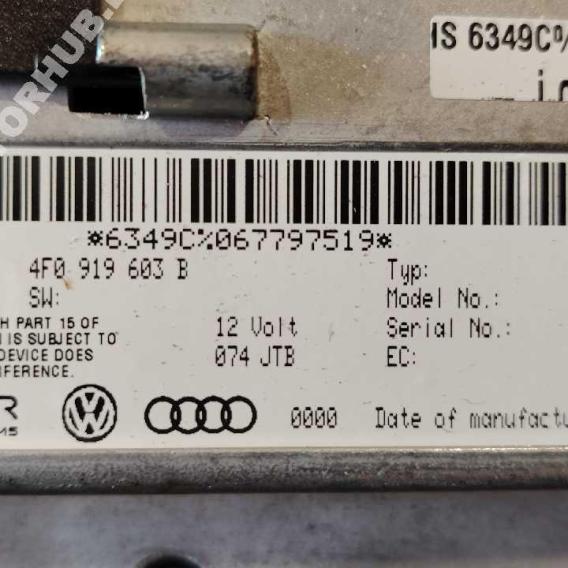 IS 6349C%
*6349C%067797519*
4F0 919 603 B
Typ:
SW:
Model No.:
H PART 15 OF
12 Volt
Serial No.:
IS SUBJECT TO
074 JTB
EC:
DEVICE DOES
FERENCE.
0000
Date of manufactu